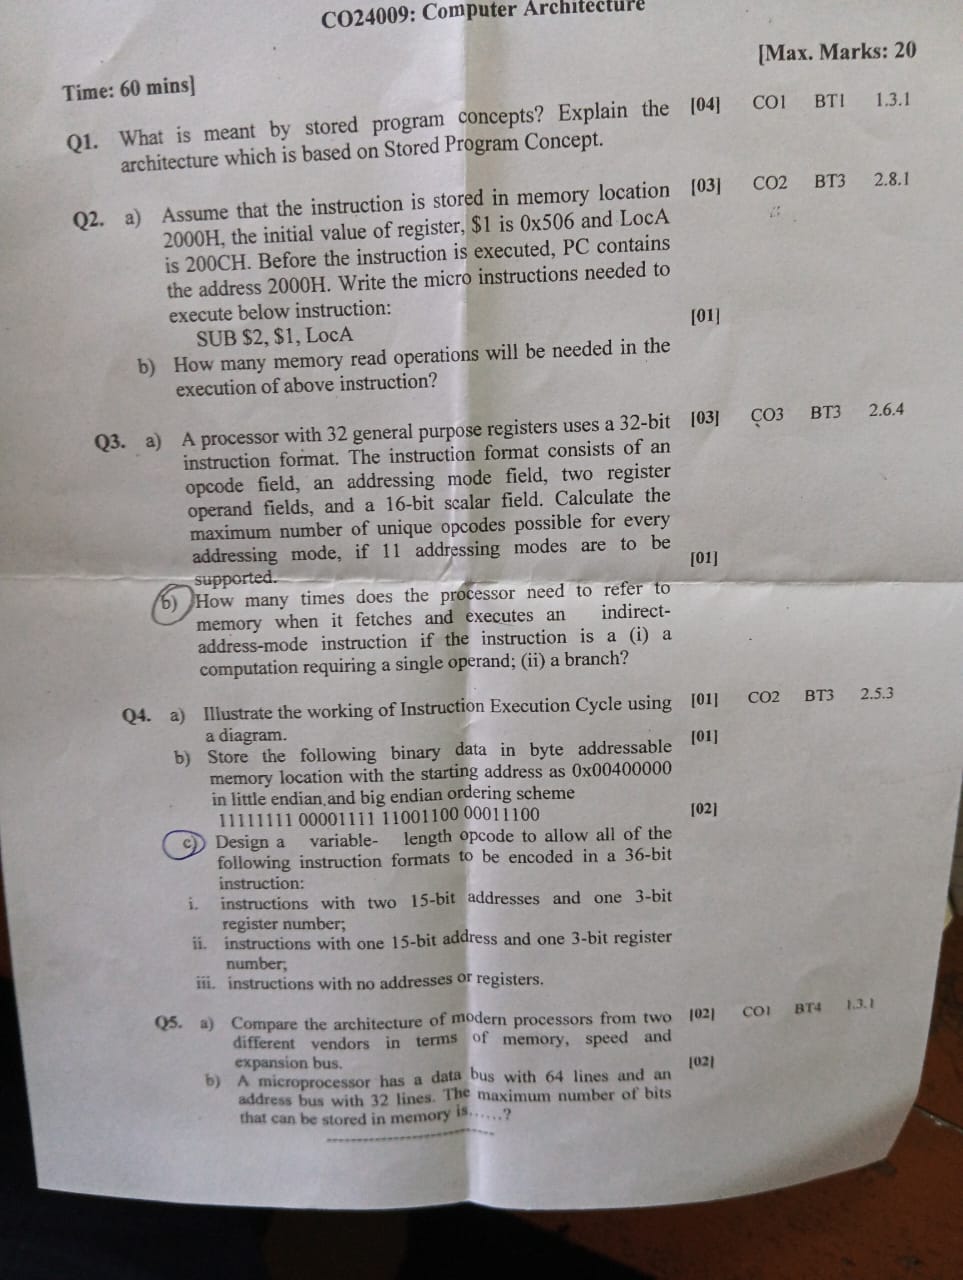 CO24009: Computer Architecture
[Max. Marks: 20
Time: 60 mins]
Q1. What is meant by stored program concepts? Explain the [04] CO1 BT1 1.3.1
architecture which is based on Stored Program Concept.
Q2. a) Assume that the instruction is stored in memory location [03] CO2 BT3 2.8.1
2000H, the initial value of register, $1 is 0x506 and LocA
is 200CH. Before the instruction is executed, PC contains
the address 2000H. Write the micro instructions needed to
execute below instruction:
SUB $2, $1, LocA
b) How many memory read operations will be needed in the [01]
execution of above instruction?
Q3. a) A processor with 32 general purpose registers uses a 32-bit [03] CO3 BT3 2.6.4
instruction format. The instruction format consists of an
opcode field, an addressing mode field, two register
operand fields, and a 16-bit scalar field. Calculate the
maximum number of unique opcodes possible for every
addressing mode, if 11 addressing modes are to be
supported.
b) How many times does the processor need to refer to [01]
memory when it fetches and executes an indirect-
address-mode instruction if the instruction is a (i) a
computation requiring a single operand; (ii) a branch?
Q4. a) Illustrate the working of Instruction Execution Cycle using [01] CO2 BT3 2.5.3
a diagram.
b) Store the following binary data in byte addressable [01]
memory location with the starting address as 0x00400000
in little endian and big endian ordering scheme
11111111 00001111 11001100 00011100
c) Design a variable- length opcode to allow all of the [02]
following instruction formats to be encoded in a 36-bit
instruction:
i. instructions with two 15-bit addresses and one 3-bit
register number;
ii. instructions with one 15-bit address and one 3-bit register
number;
iii. instructions with no addresses or registers.
Q5. a) Compare the architecture of modern processors from two [02] CO1 BT4 1.3.1
different vendors in terms of memory, speed and
expansion bus.
b) A microprocessor has a data bus with 64 lines and an [02]
address bus with 32 lines. The maximum number of bits
that can be stored in memory is......?